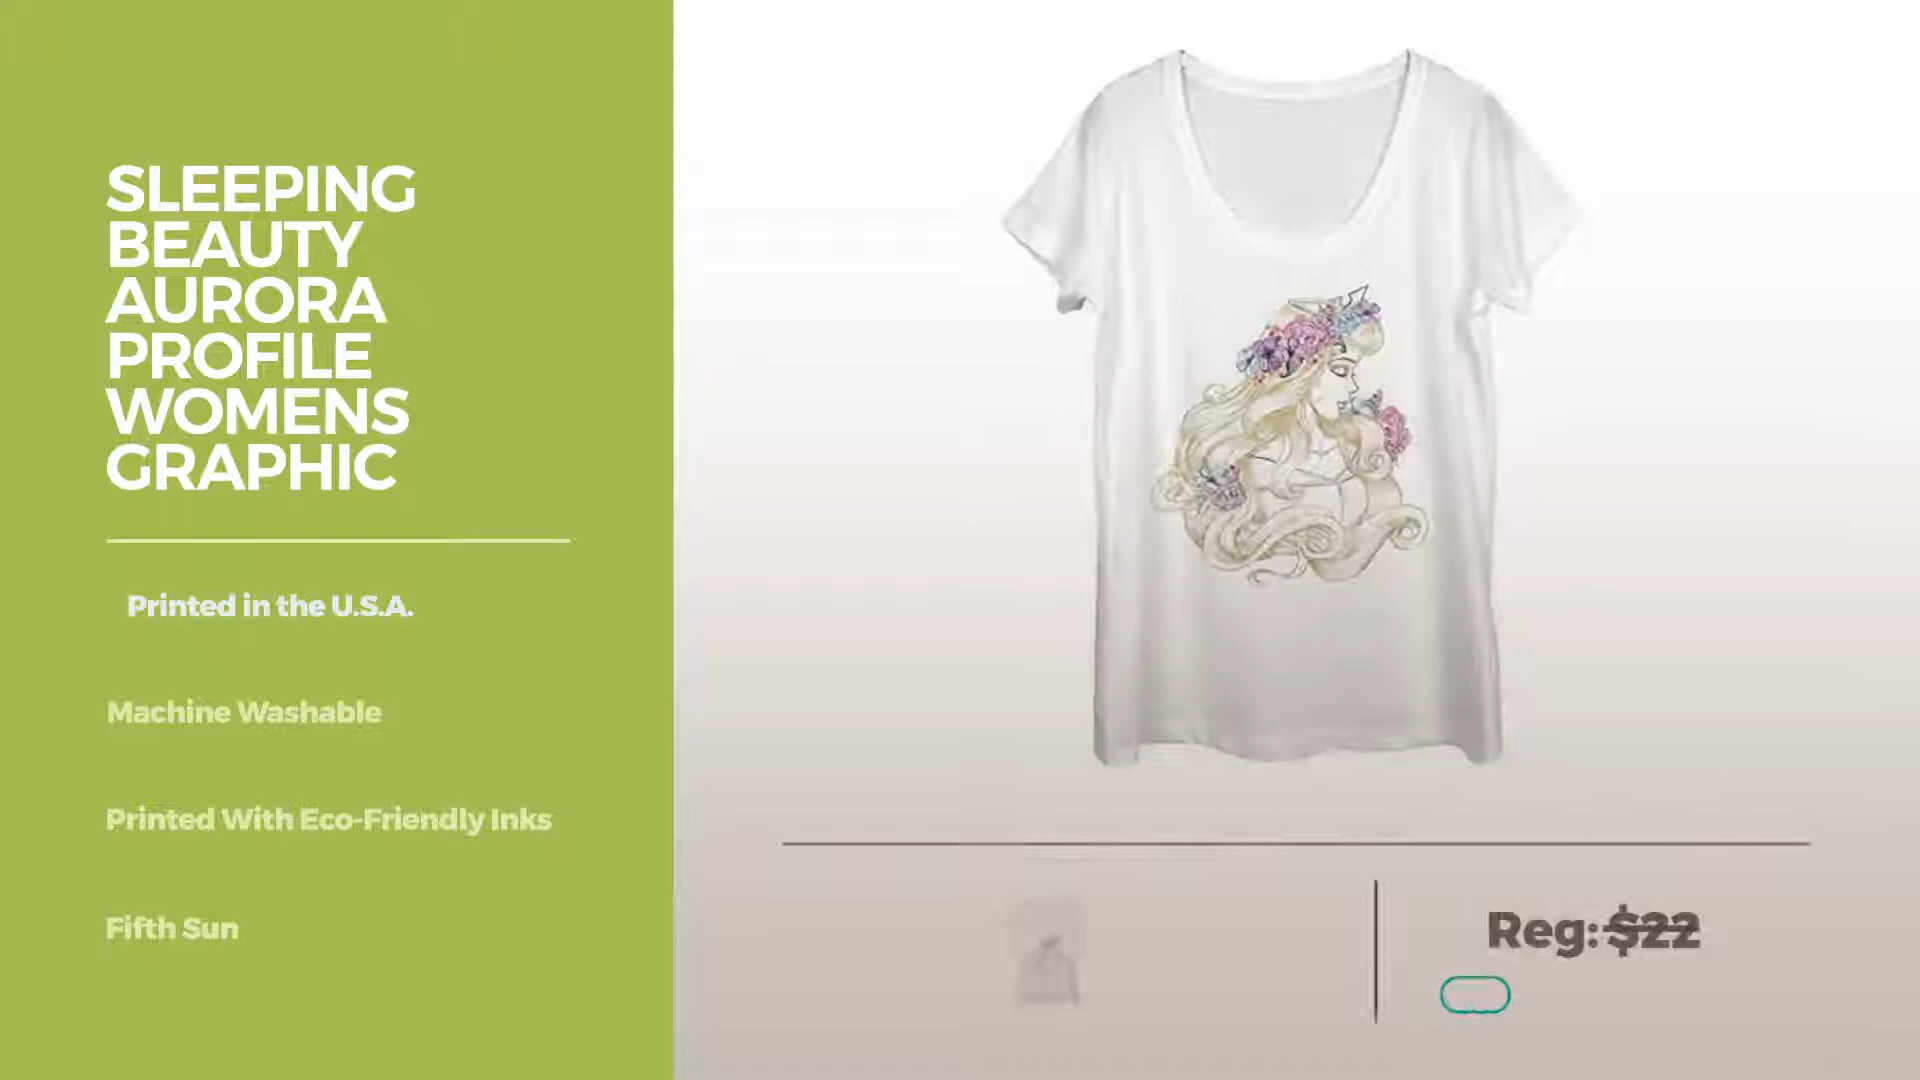 SLEEPING
BEAUTY
AURORA
PROFILE
WOMENS
GRAPHIC
Printed in the U.S.A.
Machine Washable
Printed With Eco-Friendly Inks
Fifth Sun
Reg: $22